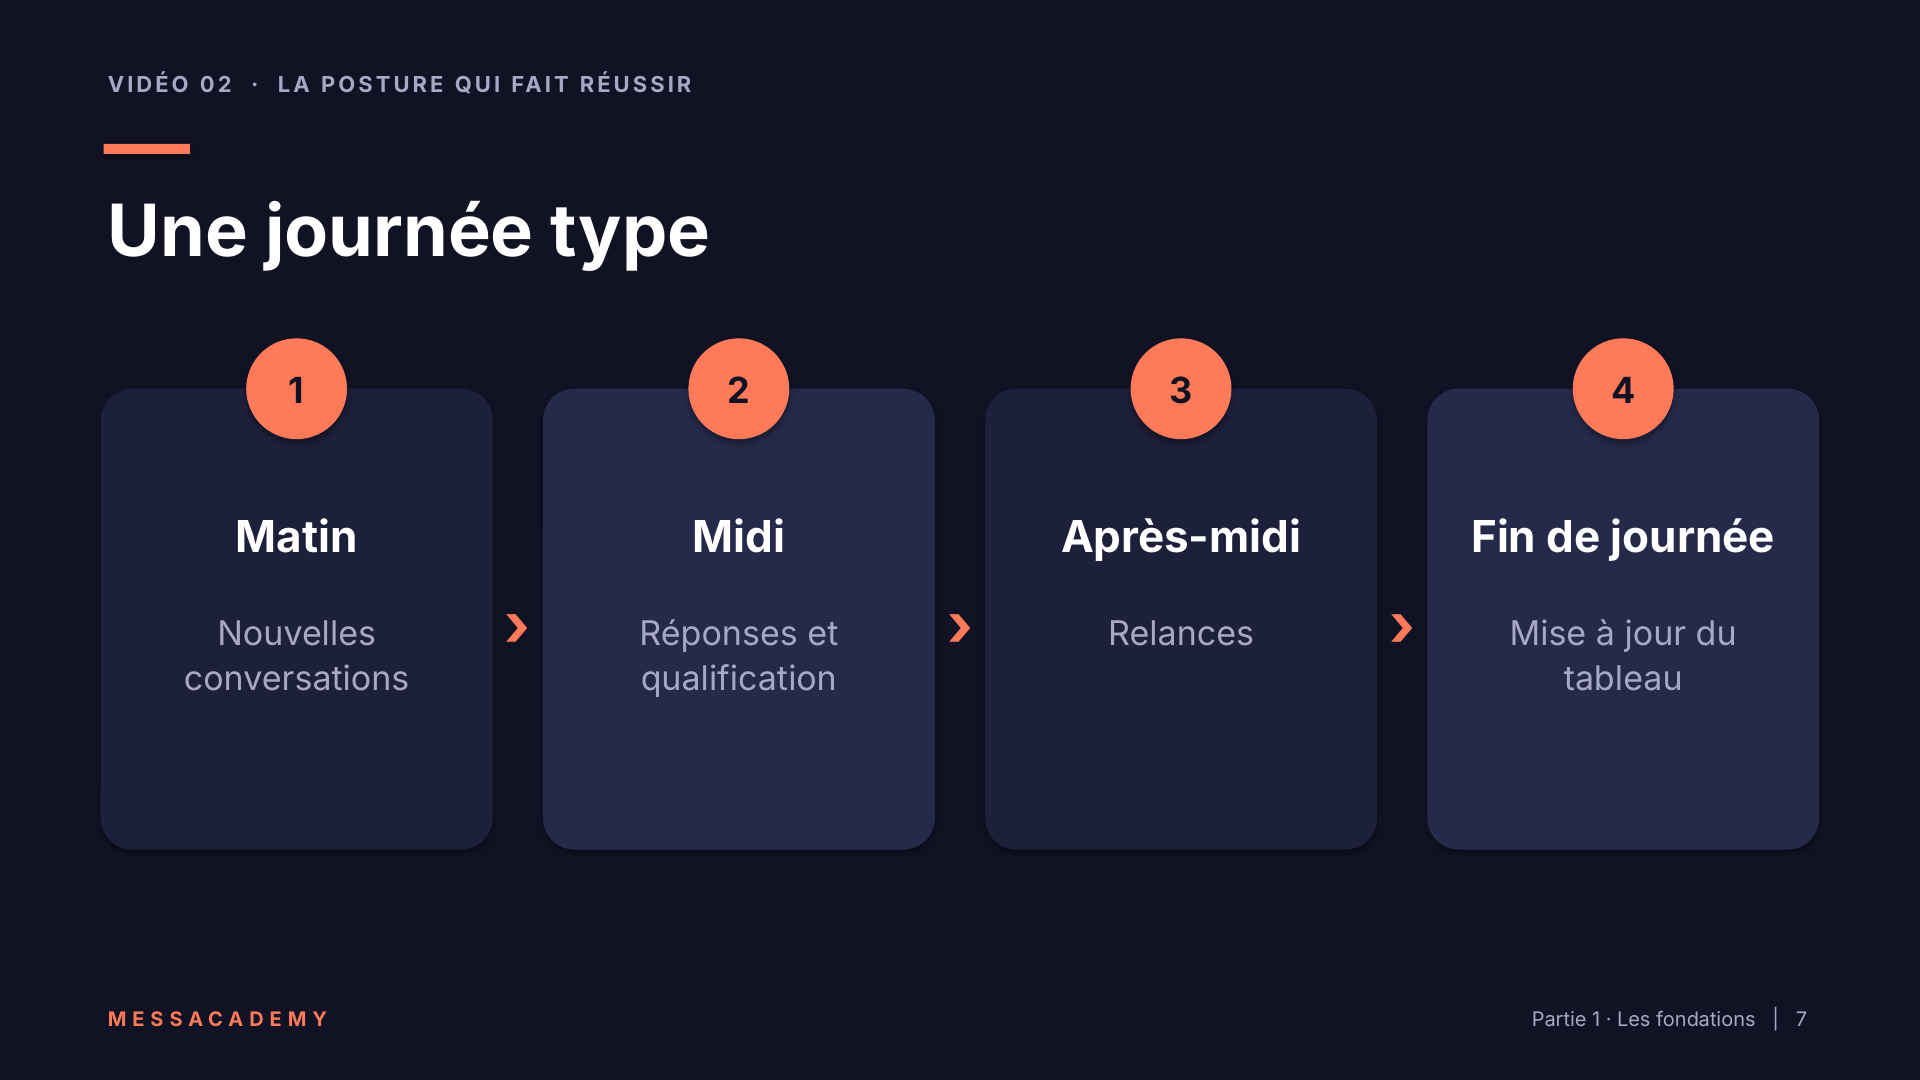 VIDÉO 02 · LA POSTURE QUI FAIT RÉUSSIR
Une journée type
1
Matin
Nouvelles
conversations
›
2
Midi
Réponses et
qualification
›
3
Après-midi
Relances
›
4
Fin de journée
Mise à jour du
tableau
MESSACADEMY
Partie 1 · Les fondations | 7